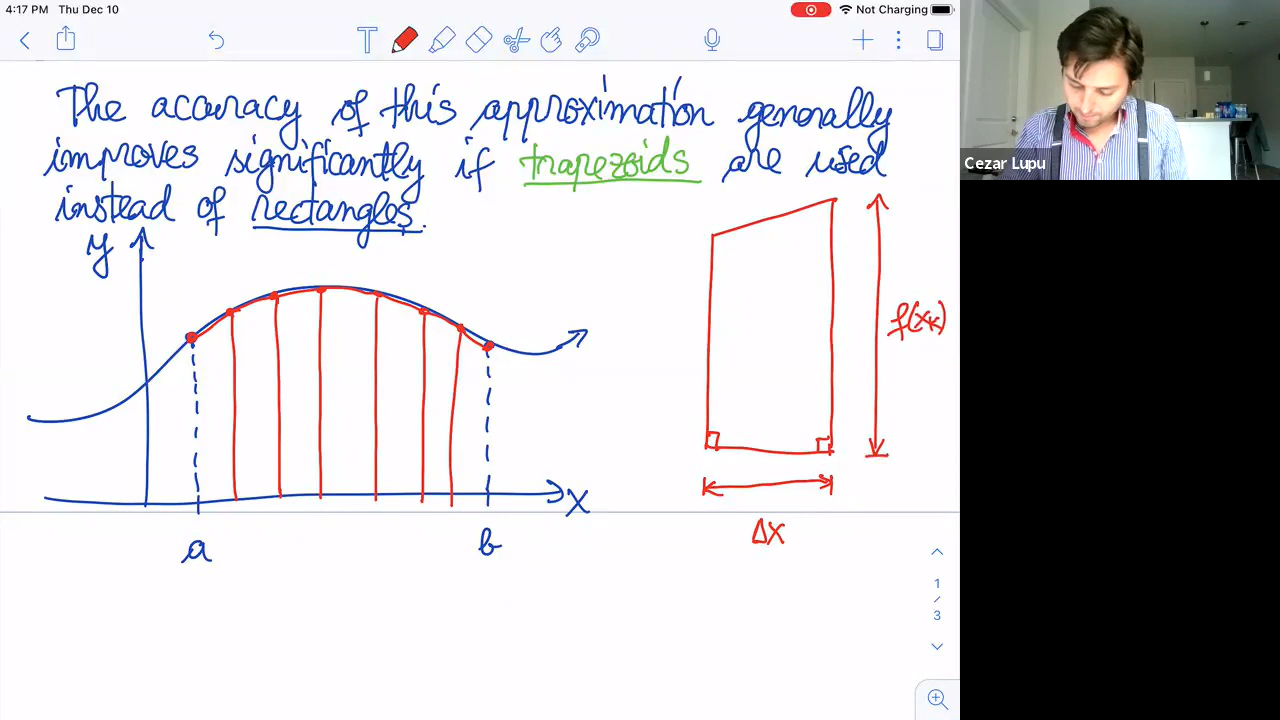 4:17 PM Thu Dec 10
Not Charging
T
The accuracy of this approximation generally
improves significantly if trapezoids are used
instead of rectangles.
Cezar Lupu
y
f(xk)
x
Δx
a
b
1
/
3